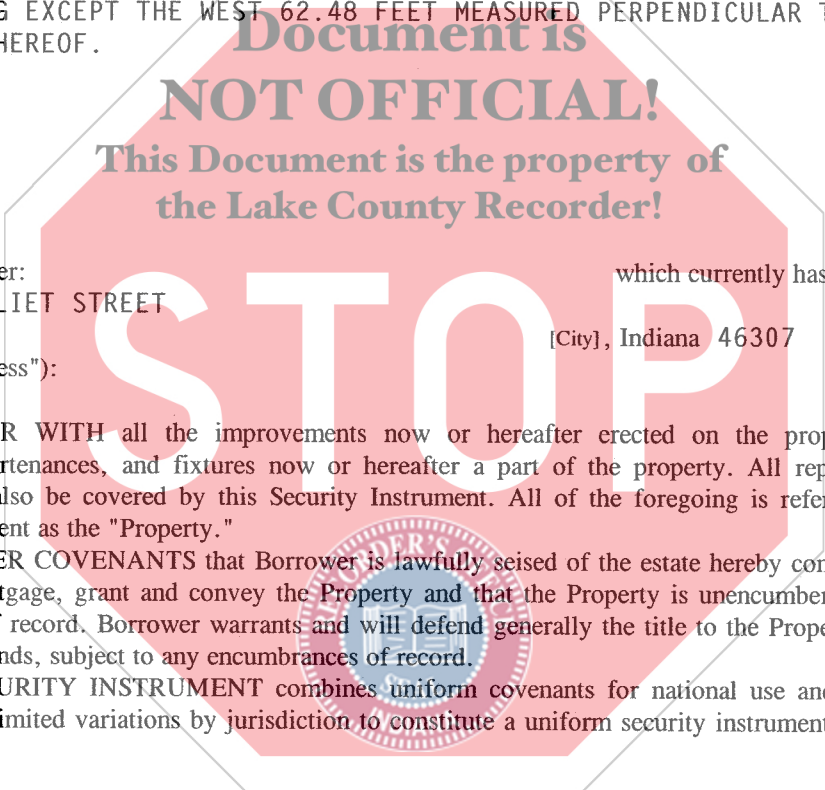 G EXCEPT THE WEST 62.48 FEET MEASURED PERPENDICULAR
HEREOF.
Document is
NOT OFFICIAL!
This Document is the property of
the Lake County Recorder!
STOP
er: which currently has
LIET STREET
[City], Indiana 46307
ess"):
R WITH all the improvements now or hereafter erected on the prop
rtenances, and fixtures now or hereafter a part of the property. All rep
also be covered by this Security Instrument. All of the foregoing is refer
ent as the "Property."
ER COVENANTS that Borrower is lawfully seised of the estate hereby con
tgage, grant and convey the Property and that the Property is unencumber
f record. Borrower warrants and will defend generally the title to the Prope
nds, subject to any encumbrances of record.
URITY INSTRUMENT combines uniform covenants for national use and
imited variations by jurisdiction to constitute a uniform security instrument
SEAL
INDIANA